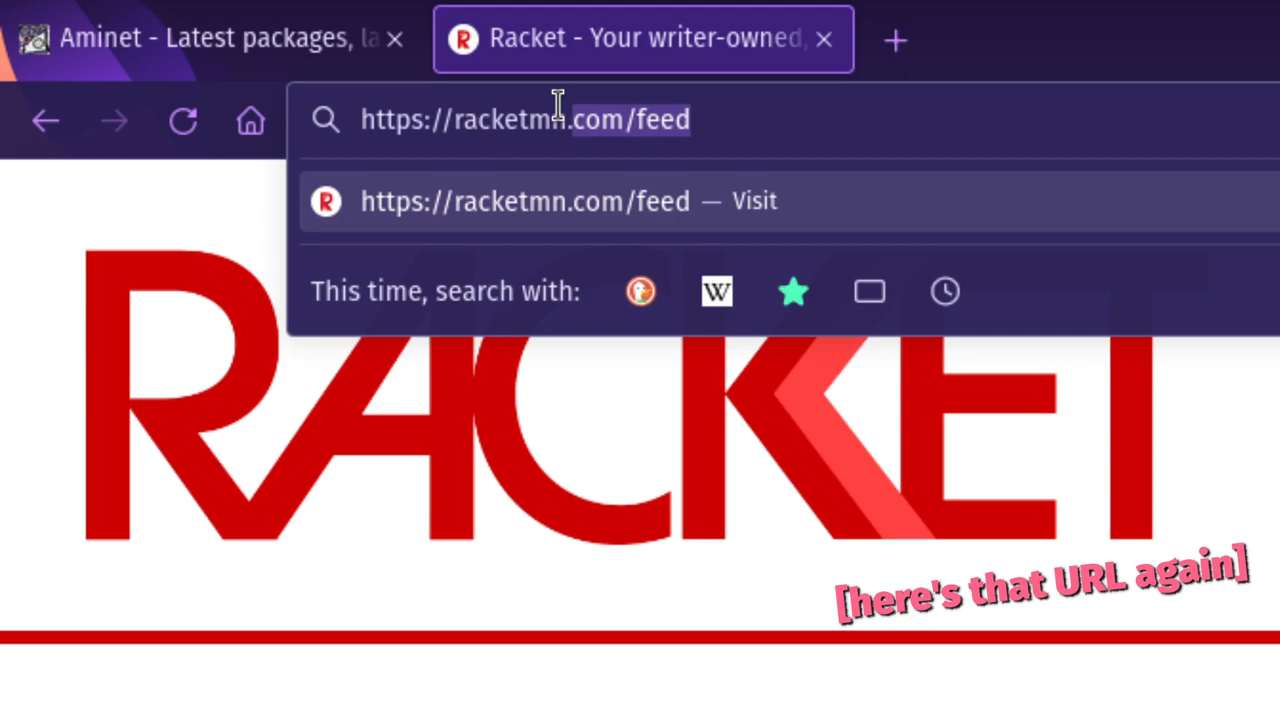 Aminet - Latest packages, la
R Racket - Your writer-owned,
https://racketmn.com/feed
R https://racketmn.com/feed — Visit
This time, search with: W
RACKET
[here's that URL again]